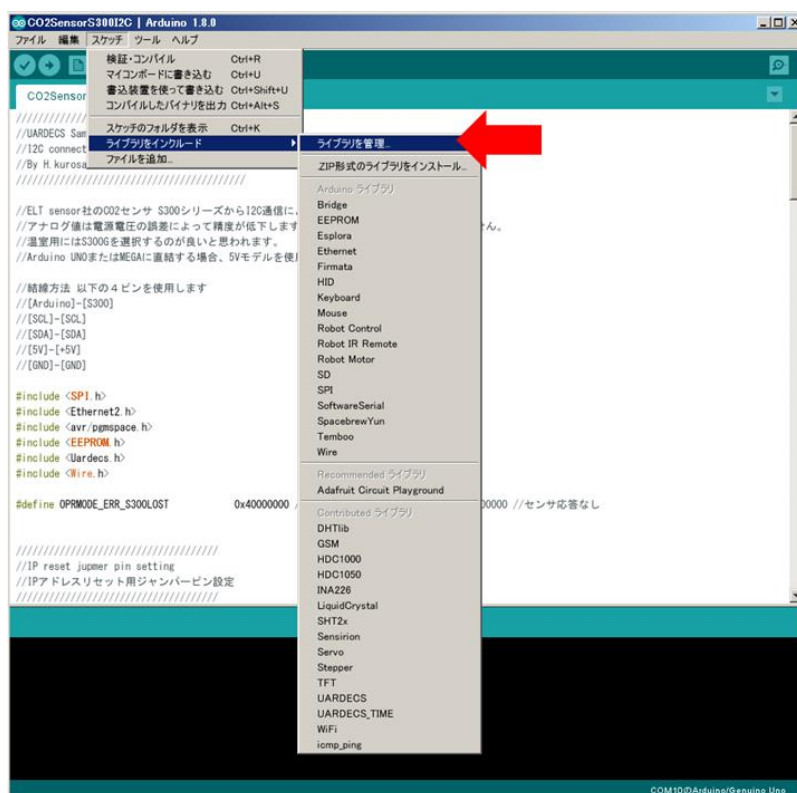 CO2SensorS300I2C | Arduino 1.8.0
ファイル 編集 スケッチ ツール ヘルプ
検証・コンパイル Ctrl+R
マイコンボードに書き込む Ctrl+U
書込装置を使って書き込む Ctrl+Shift+U
コンパイルしたバイナリを出力 Ctrl+Alt+S
スケッチのフォルダを表示 Ctrl+K
ライブラリをインクルード
ファイルを追加...
ライブラリを管理...
.ZIP形式のライブラリをインストール...
Arduino ライブラリ
Bridge
EEPROM
Esplora
Ethernet
Firmata
HID
Keyboard
Mouse
Robot Control
Robot IR Remote
Robot Motor
SD
SPI
SoftwareSerial
SpacebrewYun
Temboo
Wire
Recommended ライブラリ
Adafruit Circuit Playground
Contributed ライブラリ
DHTlib
GSM
HDC1000
HDC1050
INA226
LiquidCrystal
SHT2x
Sensirion
Servo
Stepper
TFT
UARDECS
UARDECS_TIME
WiFi
icmp_ping
CO2Sensor
//UARDECS Sam
//I2C connect
//By H.kurosa
/////////////////////////////////////////
//ELT sensor社のCO2センサ S300シリーズからI2C通信に
//アナログ値は電源電圧の誤差によって精度が低下します せん。
//温室用にはS300Gを選択するのが良いと思われます。
//Arduino UNOまたはMEGAに直結する場合、5Vモデルを使
//結線方法 以下の4ピンを使用します
//[Arduino]-[S300]
//[SCL]-[SCL]
//[SDA]-[SDA]
//[5V]-[+5V]
//[GND]-[GND]
#include <SPI.h>
#include <Ethernet2.h>
#include <avr/pgmspace.h>
#include <EEPROM.h>
#include <Uardecs.h>
#include <Wire.h>
#define OPRMODE_ERR_S300LOST 0x40000000 / 0000 //センサ応答なし
////////////////////////////////////
//IP reset jupmer pin setting
//IPアドレスリセット用ジャンパーピン設定
////////////////////////////////////
COM10のArduino/Genuino Uno